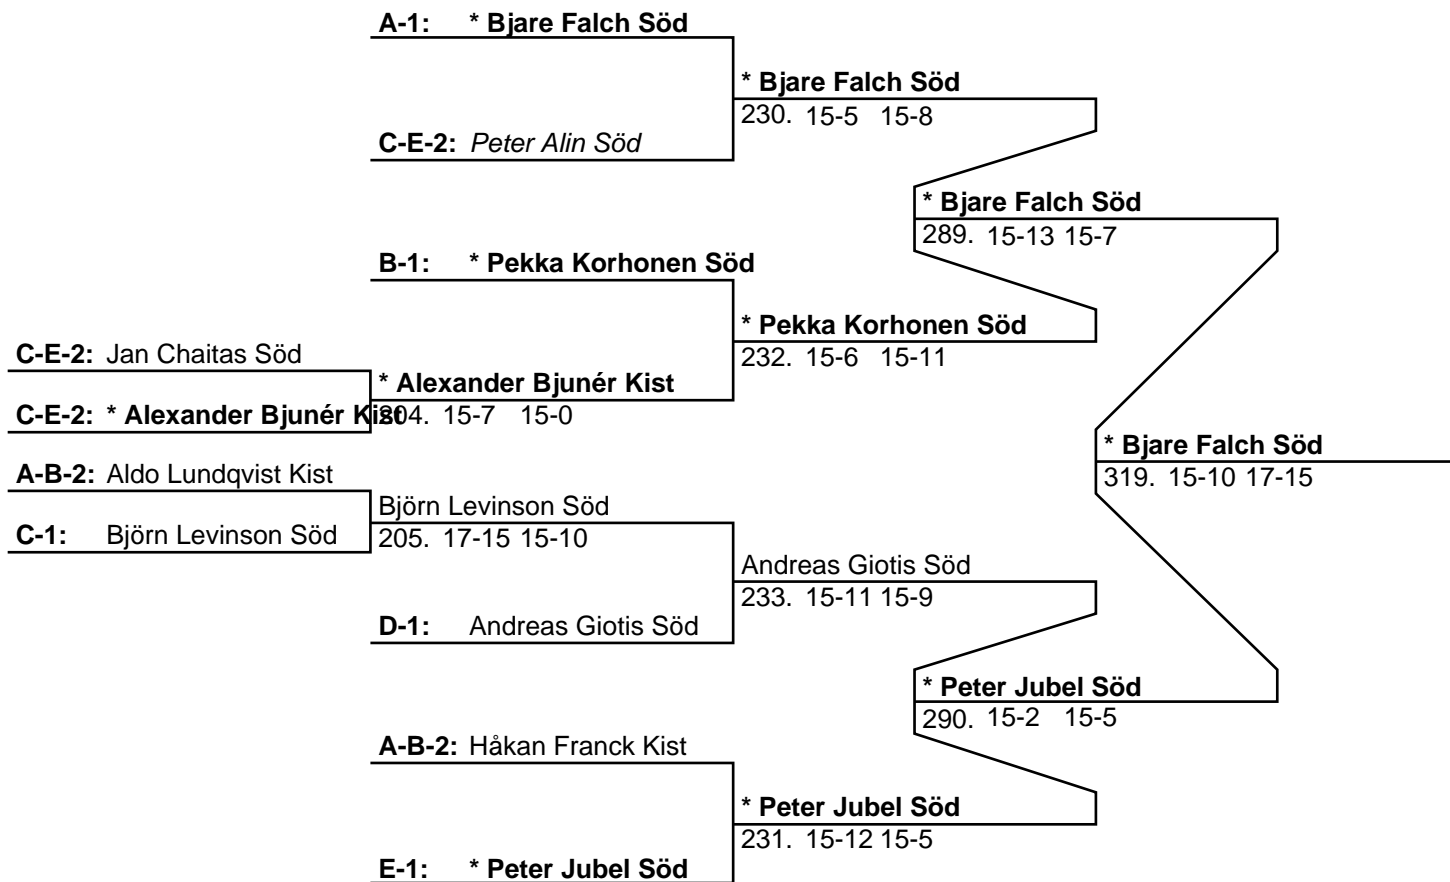 A-1: * Bjare Falch Söd
* Bjare Falch Söd
230. 15-5 15-8
C-E-2: Peter Alin Söd
* Bjare Falch Söd
289. 15-13 15-7
B-1: * Pekka Korhonen Söd
* Pekka Korhonen Söd
232. 15-6 15-11
C-E-2: Jan Chaitas Söd
* Alexander Bjunér Kist
204. 15-7 15-0
C-E-2: * Alexander Bjunér Kist
* Bjare Falch Söd
319. 15-10 17-15
A-B-2: Aldo Lundqvist Kist
Björn Levinson Söd
205. 17-15 15-10
C-1: Björn Levinson Söd
Andreas Giotis Söd
233. 15-11 15-9
D-1: Andreas Giotis Söd
* Peter Jubel Söd
290. 15-2 15-5
A-B-2: Håkan Franck Kist
* Peter Jubel Söd
231. 15-12 15-5
E-1: * Peter Jubel Söd